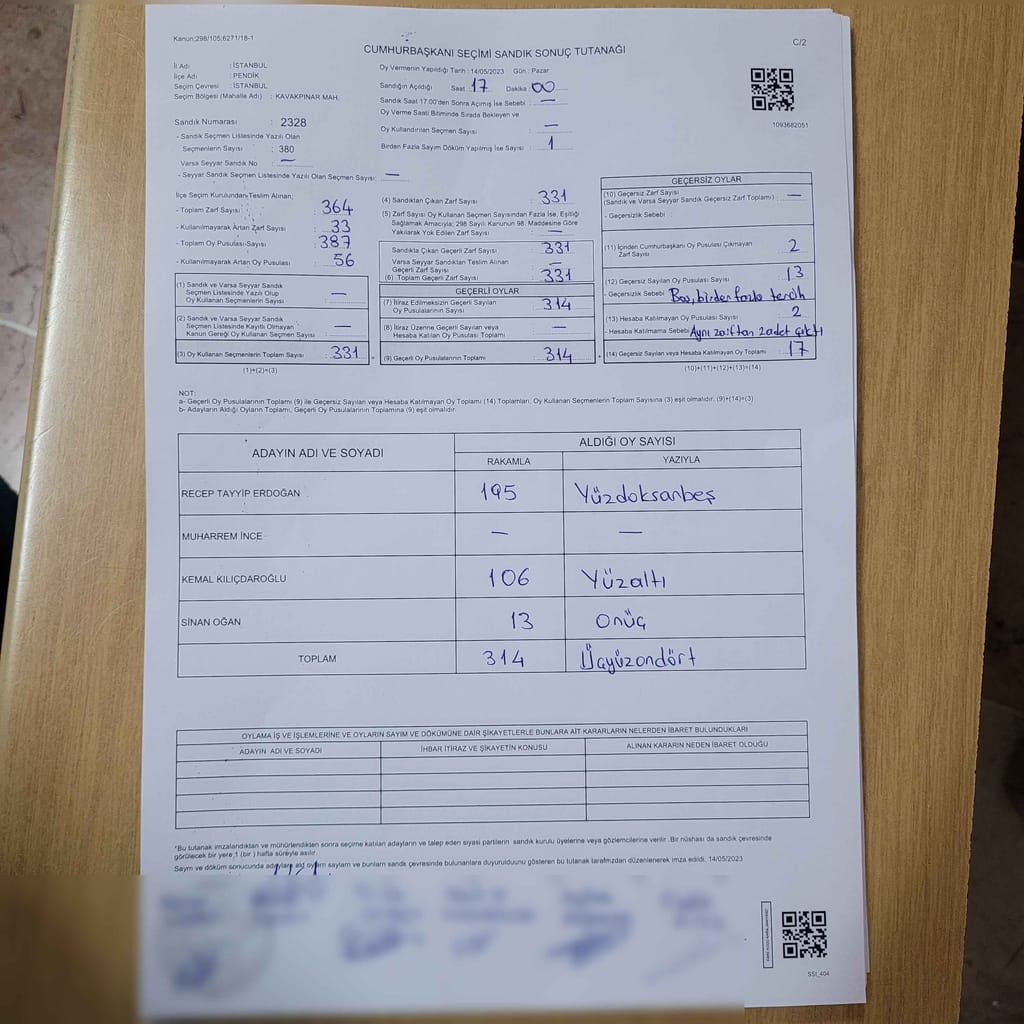 Kanun:298/105;6271/18-1
CUMHURBAŞKANI SEÇİMİ SANDIK SONUÇ TUTANAĞI
C/2
İl Adı : İSTANBUL
İlçe Adı : PENDİK
Seçim Çevresi : İSTANBUL
Seçim Bölgesi (Mahalle Adı) : KAVAKPINAR MAH.
Sandık Numarası : 2328
- Sandık Seçmen Listesinde Yazılı Olan
Seçmenlerin Sayısı : 380
Varsa Seyyar Sandık No : —
- Seyyar Sandık Seçmen Listesinde Yazılı Olan Seçmen Sayısı: —
Oy Vermenin Yapıldığı Tarih : 14/05/2023 Gün : Pazar
Sandığın Açıldığı Saat 17 Dakika : 00
Sandık Saat 17:00'den Sonra Açımış İse Sebebi : —
Oy Verme Saati Bitiminde Sırada Bekleyen ve
Oy Kullandırılan Seçmen Sayısı : —
Birden Fazla Sayım Döküm Yapılmış İse Sayısı : 1
1093682051
İlçe Seçim Kurulundan Teslim Alınan;
- Toplam Zarf Sayısı : 364
- Kullanılmayarak Artan Zarf Sayısı : 33
- Toplam Oy Pusulası Sayısı : 387
- Kullanılmayarak Artan Oy Pusulası : 56
(1) Sandık ve Varsa Seyyar Sandık
Seçmen Listesinde Yazılı Olup
Oy Kullanan Seçmenlerin Sayısı : —
(2) Sandık ve Varsa Seyyar Sandık
Seçmen Listesinde Kayıtlı Olmayan
Kanun Gereği Oy Kullanan Seçmen Sayısı : —
(3) Oy Kullanan Seçmenlerin Toplam Sayısı : 331
(1)+(2)=(3)
(4) Sandıktan Çıkan Zarf Sayısı : 331
(5) Zarf Sayısı Oy Kullanan Seçmen Sayısından Fazla İse, Eşitliği
Sağlamak Amacıyla; 298 Sayılı Kanunun 98. Maddesine Göre
Yakılarak Yok Edilen Zarf Sayısı : —
Sandıkta Çıkan Geçerli Zarf Sayısı : 331
Varsa Seyyar Sandıktan Teslim Alınan
Geçerli Zarf Sayısı : —
(6) Toplam Geçerli Zarf Sayısı : 331
GEÇERLİ OYLAR
(7) İtiraz Edilmeksizin Geçerli Sayılan
Oy Pusulası Sayısı : 314
(8) İtiraz Üzerine Geçerli Sayılan veya
Hesaba Katılan Oy Pusulası Toplamı : —
(9) Geçerli Oy Pusulalarının Toplamı : 314
GEÇERSİZ OYLAR
(10) Geçersiz Zarf Sayısı
(Sandık ve Varsa Seyyar Sandık Geçersiz Zarf Toplamı) : —
- Geçersizlik Sebebi :
(11) İçinden Cumhurbaşkanı Oy Pusulası Çıkmayan
Zarf Sayısı : 2
(12) Geçersiz Sayılan Oy Pusulası Sayısı : 13
- Geçersizlik Sebebi : Boş, birden fazla tercih
(13) Hesaba Katılmayan Oy Pusulası Sayısı : 2
- Hesaba Katılmama Sebebi : Aynı zarftan 2 adet çıktı
(14) Geçersiz Sayılan veya Hesaba Katılmayan Oy Toplamı : 17
(10)+(11)+(12)+(13)=(14)
NOT:
a- Geçerli Oy Pusulalarının Toplamı (9) ile Geçersiz Sayılan veya Hesaba Katılmayan Oy Toplamı (14) Toplamları, Oy Kullanan Seçmenlerin Toplam Sayısına (3) eşit olmalıdır. (9)+(14)=(3)
b- Adayların Aldığı Oyların Toplamı, Geçerli Oy Pusulalarının Toplamına (9) eşit olmalıdır.
ADAYIN ADI VE SOYADI
ALDIĞI OY SAYISI
RAKAMLA YAZIYLA
RECEP TAYYİP ERDOĞAN 195 Yüzdoksanbeş
MUHARREM İNCE — —
KEMAL KILIÇDAROĞLU 106 Yüzaltı
SİNAN OĞAN 13 Onüç
TOPLAM 314 Üçyüzondört
OYLAMA İŞ VE İŞLEMLERİNE VE OYLARIN SAYIM VE DÖKÜMÜNE DAİR ŞİKAYETLERLE BUNLARA AİT KARARLARIN NELERDEN İBARET BULUNDUKLARI
ADAYIN ADI VE SOYADI İHBAR İTİRAZ VE ŞİKAYETİN KONUSU ALINAN KARARIN NEDEN İBARET OLDUĞU
*Bu tutanak imzalandıktan ve mühürlendikten sonra seçime katılan adayların ve talep eden siyasi partilerin sandık kurulu üyelerine veya gözlemcilerine verilir. Bir nüshası da sandık çevresinde
görülecek bir yere 1 (bir) hafta süreyle asılır.
Sayım ve döküm sonucunda adayların aldığı oyların sayıları ve bunların sandık çevresinde bulunanlara duyurulduunu gösteren bu tutanak tarafımızdan düzenlenerek imza edildi. 14/05/2023
SSI_404